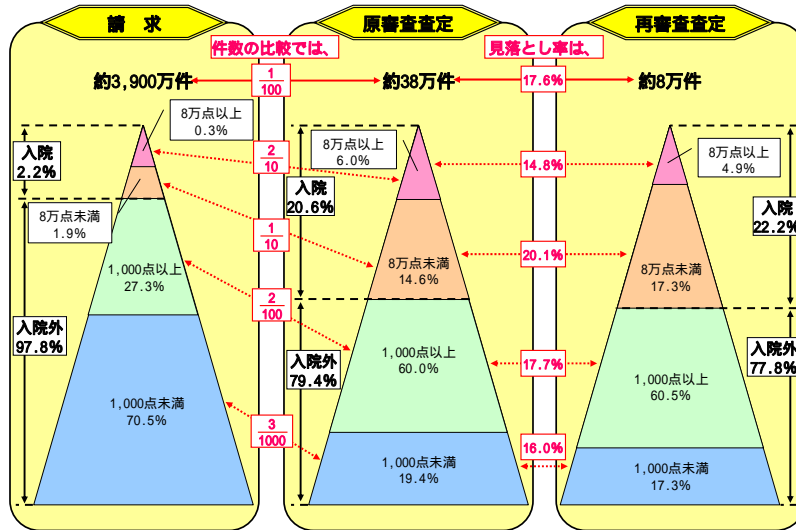 請 求
原審査査定
再審査査定
件数の比較では、
見落とし率は、
約3,900万件
1
100
約38万件
17.6%
約8万件
8万点以上
0.3%
入院
2.2%
8万点未満
1.9%
1,000点以上
27.3%
入院外
97.8%
1,000点未満
70.5%
2
10
1
10
2
100
3
1000
8万点以上
6.0%
入院
20.6%
8万点未満
14.6%
入院外
79.4%
1,000点以上
60.0%
1,000点未満
19.4%
14.8%
20.1%
17.7%
16.0%
8万点以上
4.9%
入院
22.2%
8万点未満
17.3%
1,000点以上
60.5%
入院外
77.8%
1,000点未満
17.3%